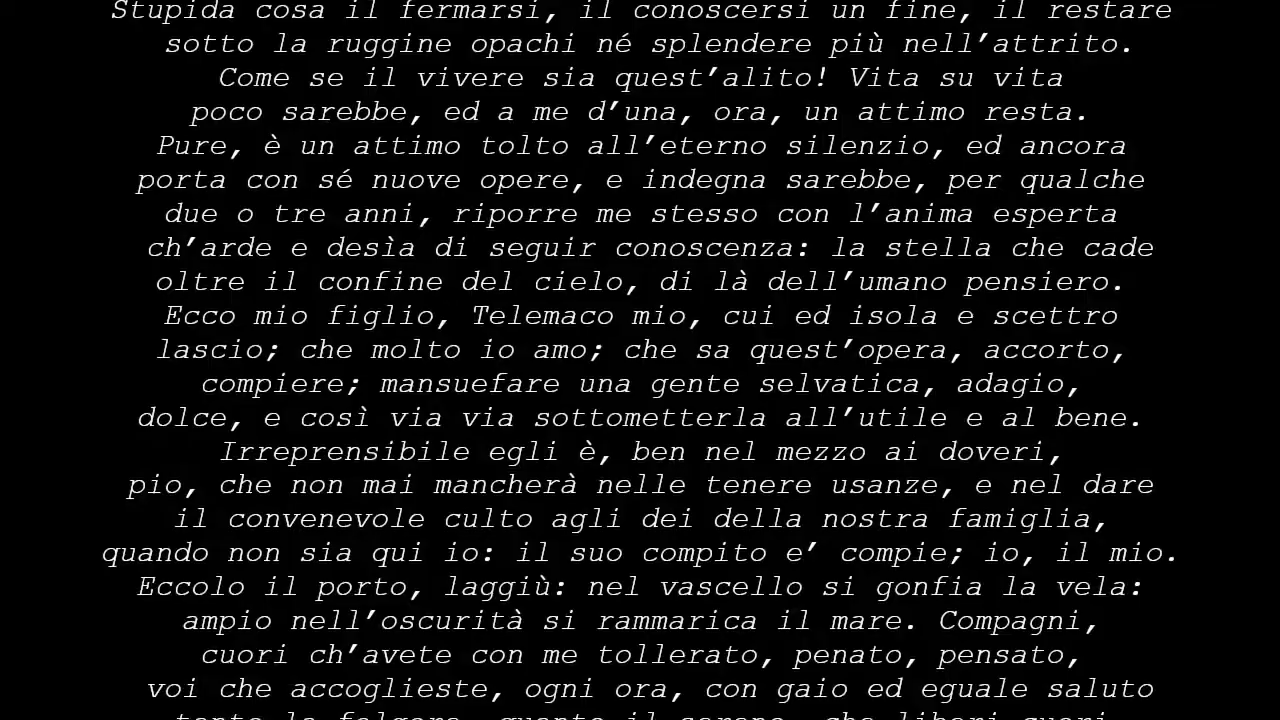 Stupida cosa il fermarsi, il conoscersi un fine, il restare
sotto la ruggine opachi né splendere più nell’attrito.
Come se il vivere sia quest’alito! Vita su vita
poco sarebbe, ed a me d’una, ora, un attimo resta.
Pure, è un attimo tolto all’eterno silenzio, ed ancora
porta con sé nuove opere, e indegna sarebbe, per qualche
due o tre anni, riporre me stesso con l’anima esperta
ch’arde e desìa di seguir conoscenza: la stella che cade
oltre il confine del cielo, di là dell’umano pensiero.
Ecco mio figlio, Telemaco mio, cui ed isola e scettro
lascio; che molto io amo; che sa quest’opera, accorto,
compiere; mansuefare una gente selvatica, adagio,
dolce, e così via via sottometterla all’utile e al bene.
Irreprensibile egli è, ben nel mezzo ai doveri,
pio, che non mai mancherà nelle tenere usanze, e nel dare
il convenevole culto agli dei della nostra famiglia,
quando non sia qui io: il suo compito e’ compie; io, il mio.
Eccolo il porto, laggiù: nel vascello si gonfia la vela:
ampio nell’oscurità si rammarica il mare. Compagni,
cuori ch’avete con me tollerato, penato, pensato,
voi che accoglieste, ogni ora, con gaio ed eguale saluto
tanto la folgore, quanto il sereno, che liberi cuori